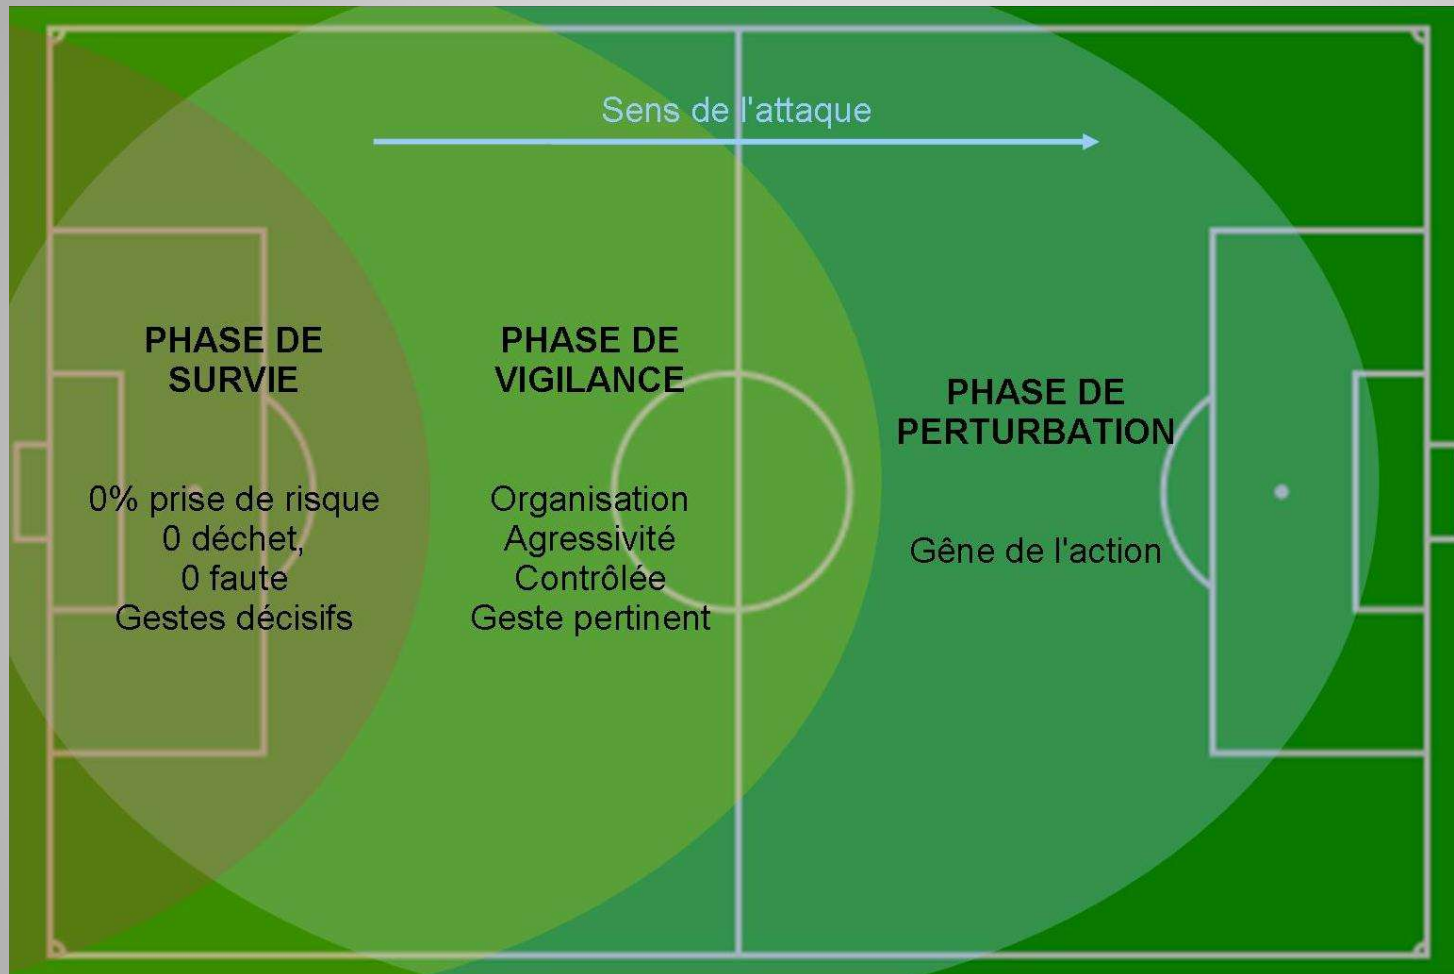 Sens de l'attaque
PHASE DE
SURVIE
0% prise de risque
0 déchet,
0 faute
Gestes décisifs
PHASE DE
VIGILANCE
Organisation
Agressivité
Contrôlée
Geste pertinent
PHASE DE
PERTURBATION
Gêne de l'action